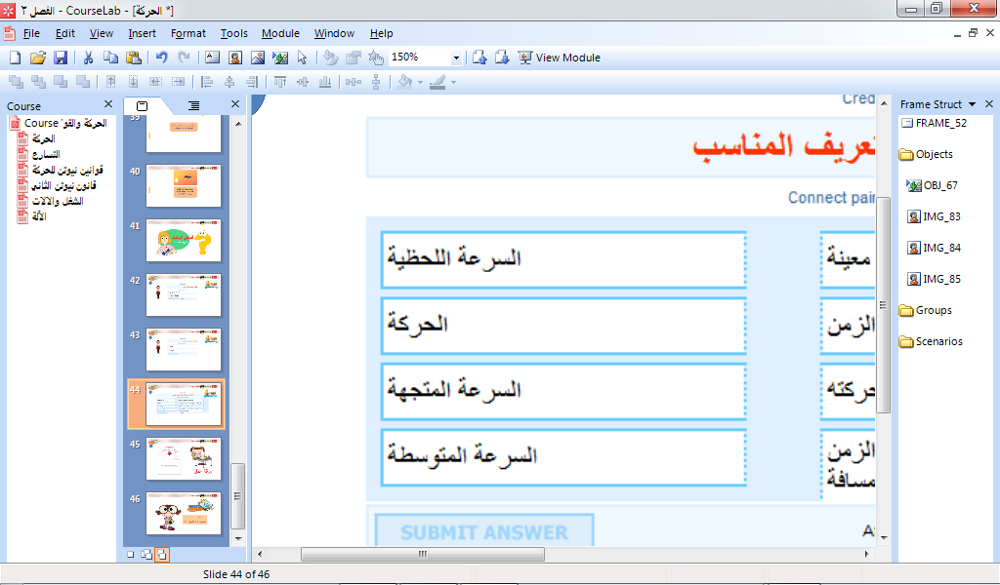 الفصل ٢ - CourseLab - [الحركة *]
File Edit View Insert Format Tools Module Window Help
150% View Module
Course
Course 'الحركة والقو
الحركة
التسارع
قوانين نيوتن للحركة
قانون نيوتن الثاني
الشغل والالات
الآلة
39
40
41
42
43
44
45
46
Cred
تعريف المناسب
Connect pair
السرعة اللحظية
معينة
الحركة
الزمن
السرعة المتجهة
حركته
السرعة المتوسطة
الزمن
مسافة
SUBMIT ANSWER
Frame Struct
FRAME_52
Objects
OBJ_67
IMG_83
IMG_84
IMG_85
Groups
Scenarios
Slide 44 of 46